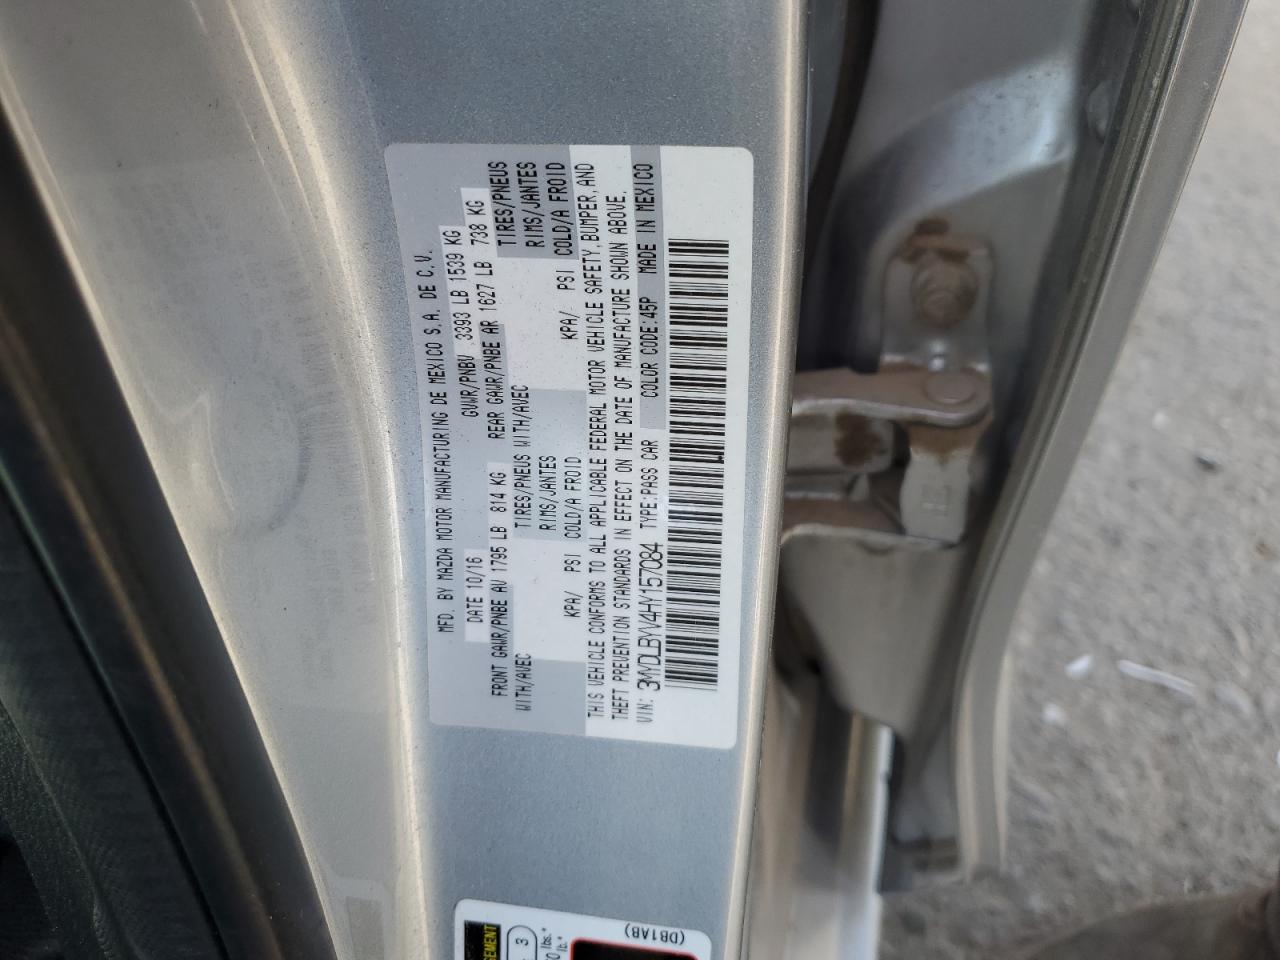 MFD. BY MAZDA MOTOR MANUFACTURING DE MEXICO S.A. DE C.V.
DATE 10/16 GVWR/PNBV 3393 LB 1539 KG
FRONT GAWR/PNBE AV 1795 LB 814 KG REAR GAWR/PNBE AR 1627 LB 738 KG
WITH/AVEC TIRES/PNEUS WITH/AVEC TIRES/PNEUS
RIMS/JANTES RIMS/JANTES
KPA/ PSI COLD/A FROID KPA/ PSI COLD/A FROID
THIS VEHICLE CONFORMS TO ALL APPLICABLE FEDERAL MOTOR VEHICLE SAFETY, BUMPER, AND
THEFT PREVENTION STANDARDS IN EFFECT ON THE DATE OF MANUFACTURE SHOWN ABOVE.
VIN: 3MYDLBYV4HY157084 TYPE:PASS CAR COLOR CODE:45P MADE IN MEXICO
3
lbs.*
lb.*
(DB1AB)